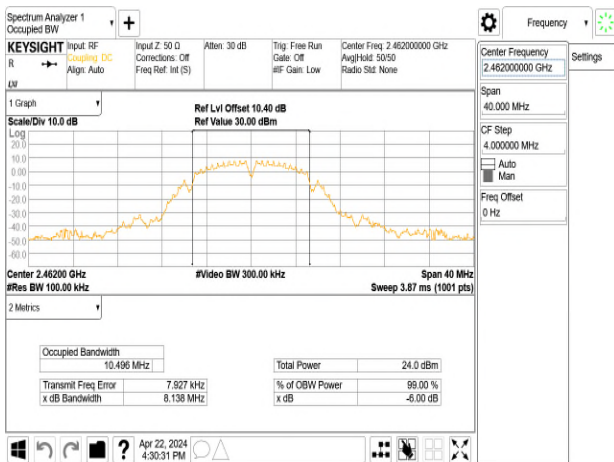 Spectrum Analyzer 1
Occupied BW
Frequency
KEYSIGHT
Input: RF
Coupling: DC
Align: Auto
Input Z: 50 Ω
Corrections: Off
Freq Ref: Int (S)
Atten: 30 dB
Trig: Free Run
Gate: Off
#IF Gain: Low
Center Freq: 2.462000000 GHz
Avg|Hold: 50/50
Radio Std: None
R
LXI
Center Frequency
2.462000000 GHz
Settings
Span
40.000 MHz
CF Step
4.000000 MHz
Auto
Man
Freq Offset
0 Hz
1 Graph
Scale/Div 10.0 dB
Ref Lvl Offset 10.40 dB
Ref Value 30.00 dBm
Log
20.0
10.0
0.00
-10.0
-20.0
-30.0
-40.0
-50.0
-60.0
Center 2.46200 GHz
#Video BW 300.00 kHz
Span 40 MHz
#Res BW 100.00 kHz
Sweep 3.87 ms (1001 pts)
2 Metrics
Occupied Bandwidth
10.496 MHz
Total Power 24.0 dBm
Transmit Freq Error 7.927 kHz
% of OBW Power 99.00 %
x dB Bandwidth 8.138 MHz
x dB -6.00 dB
?
Apr 22, 2024
4:30:31 PM